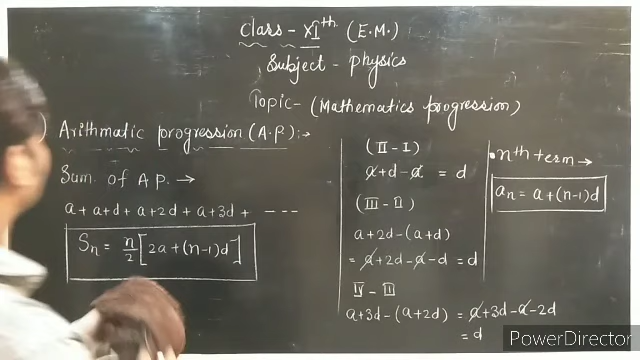 Class - XIth (E.M.)
Subject - physics
Topic - (Mathematics progression)
) Arithmatic progression (A.P) :→
Sum of A P. →
a + a+d + a+2d + a+3d + ---
Sn = n/2 [2a + (n-1)d]
(II - I)
a+d-a = d
(III - II)
a+2d-(a+d)
= a+2d-a-d = d
IV - III
a+3d-(a+2d) = a+3d-a-2d
= d
•nth term →
an = a+(n-1)d
PowerDirector